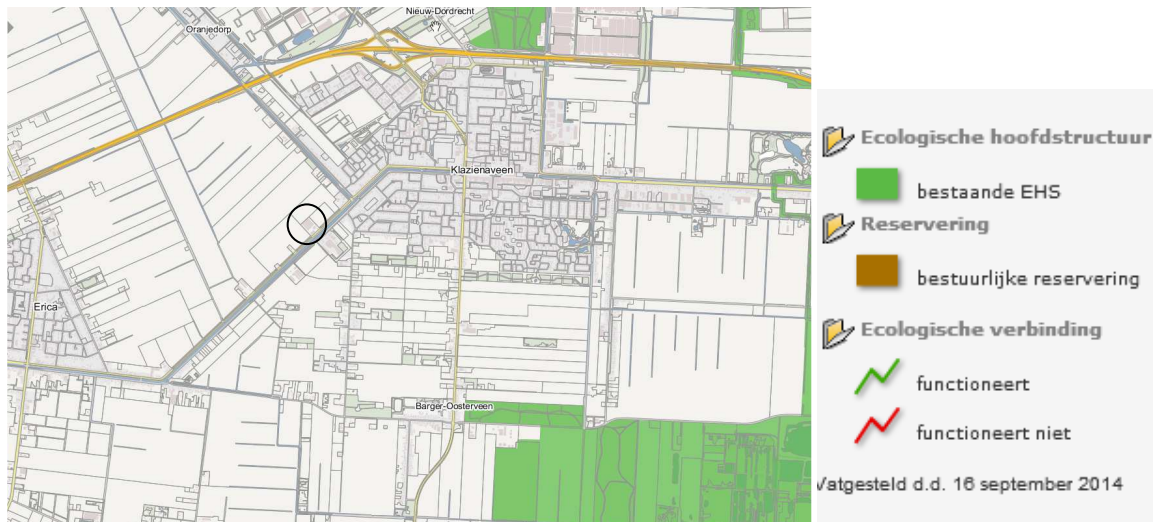 Nieuw-Dordrecht
Oranjedorp
Klazienaveen
Erica
Barger-Oosterveen
Ecologische hoofdstructuur
bestaande EHS
Reservering
bestuurlijke reservering
Ecologische verbinding
functioneert
functioneert niet
Vatgesteld d.d. 16 september 2014